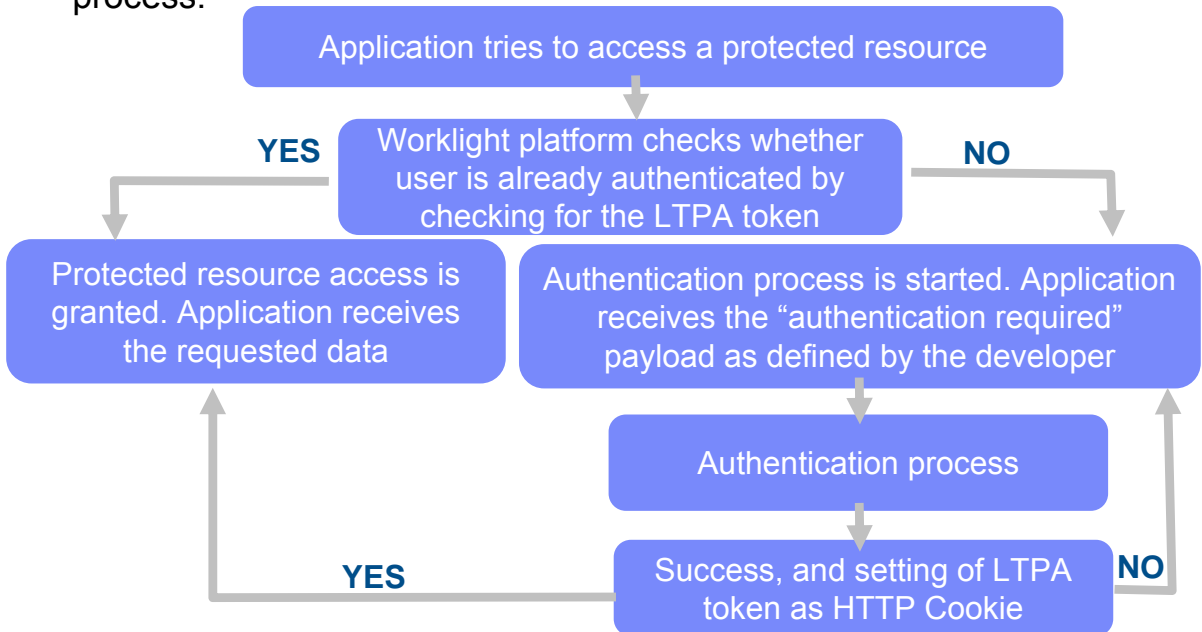 process:
Application tries to access a protected resource
YES
Worklight platform checks whether
user is already authenticated by
checking for the LTPA token
NO
Protected resource access is
granted. Application receives
the requested data
Authentication process is started. Application
receives the “authentication required”
payload as defined by the developer
Authentication process
YES
Success, and setting of LTPA
token as HTTP Cookie
NO